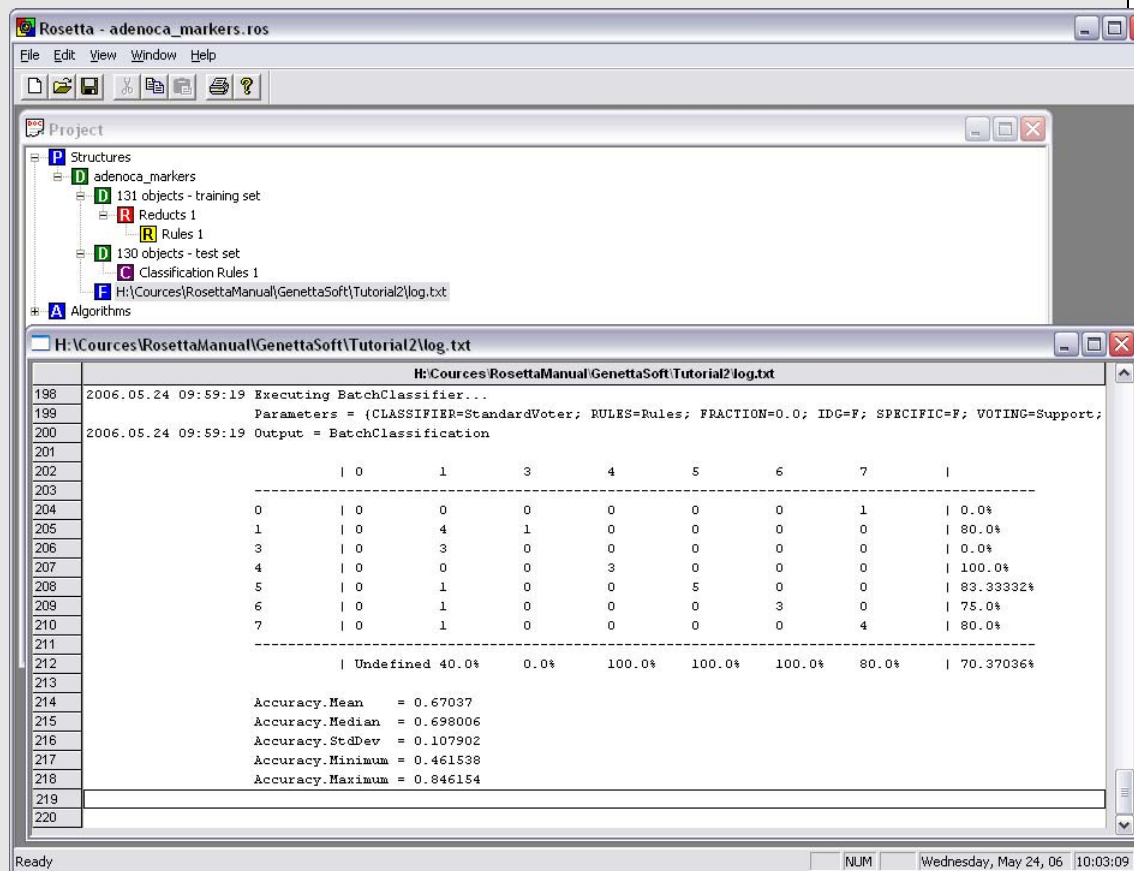 Rosetta - adenoca_markers.ros
File Edit View Window Help
Project
P Structures
D adenoca_markers
D 131 objects - training set
R Reducts 1
R Rules 1
D 130 objects - test set
C Classification Rules 1
F H:\Cources\RosettaManual\GenettaSoft\Tutorial2\log.txt
A Algorithms
H:\Cources\RosettaManual\GenettaSoft\Tutorial2\log.txt
H:\Cources\RosettaManual\GenettaSoft\Tutorial2\log.txt
198 2006.05.24 09:59:19 Executing BatchClassifier...
199 Parameters = {CLASSIFIER=StandardVoter; RULES=Rules; FRACTION=0.0; IDG=F; SPECIFIC=F; VOTING=Support;
200 2006.05.24 09:59:19 Output = BatchClassification
201
202 | 0 1 3 4 5 6 7 |
203 ---------------------------------------------------------------------------------------------
204 0 | 0 0 0 0 0 0 1 | 0.0%
205 1 | 0 4 1 0 0 0 0 | 80.0%
206 3 | 0 3 0 0 0 0 0 | 0.0%
207 4 | 0 0 0 3 0 0 0 | 100.0%
208 5 | 0 1 0 0 5 0 0 | 83.33332%
209 6 | 0 1 0 0 0 3 0 | 75.0%
210 7 | 0 1 0 0 0 0 4 | 80.0%
211 ---------------------------------------------------------------------------------------------
212 | Undefined 40.0% 0.0% 100.0% 100.0% 100.0% 80.0% | 70.37036%
213
214 Accuracy.Mean = 0.67037
215 Accuracy.Median = 0.698006
216 Accuracy.StdDev = 0.107902
217 Accuracy.Minimum = 0.461538
218 Accuracy.Maximum = 0.846154
219
220
Ready NUM Wednesday, May 24, 06 10:03:09